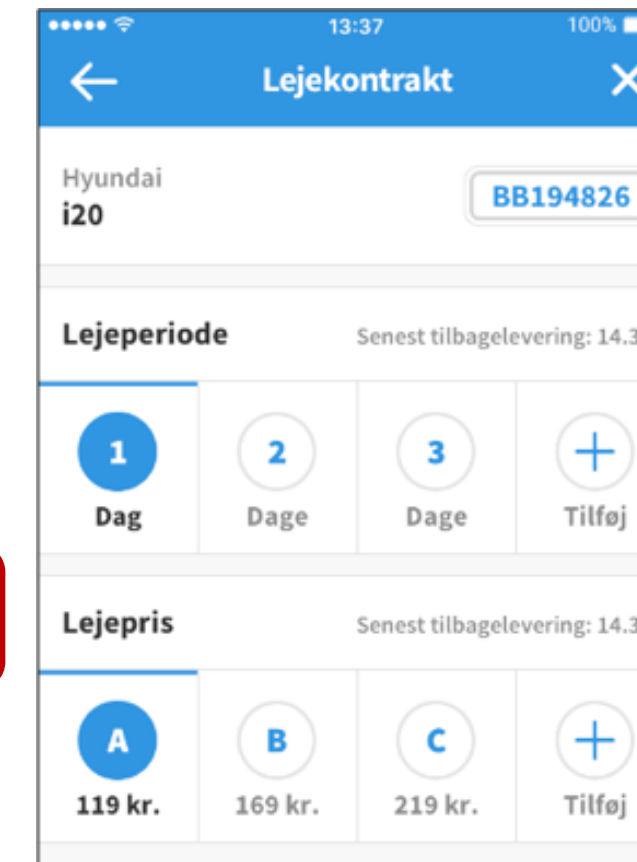 13:37 100%
Lejekontrakt
Hyundai
i20
BB194826
Lejeperiode Senest tilbagelevering: 14.3
1 2 3
Dag Dage Dage Tilføj
Lejepris Senest tilbagelevering: 14.3
A B C
119 kr. 169 kr. 219 kr. Tilføj